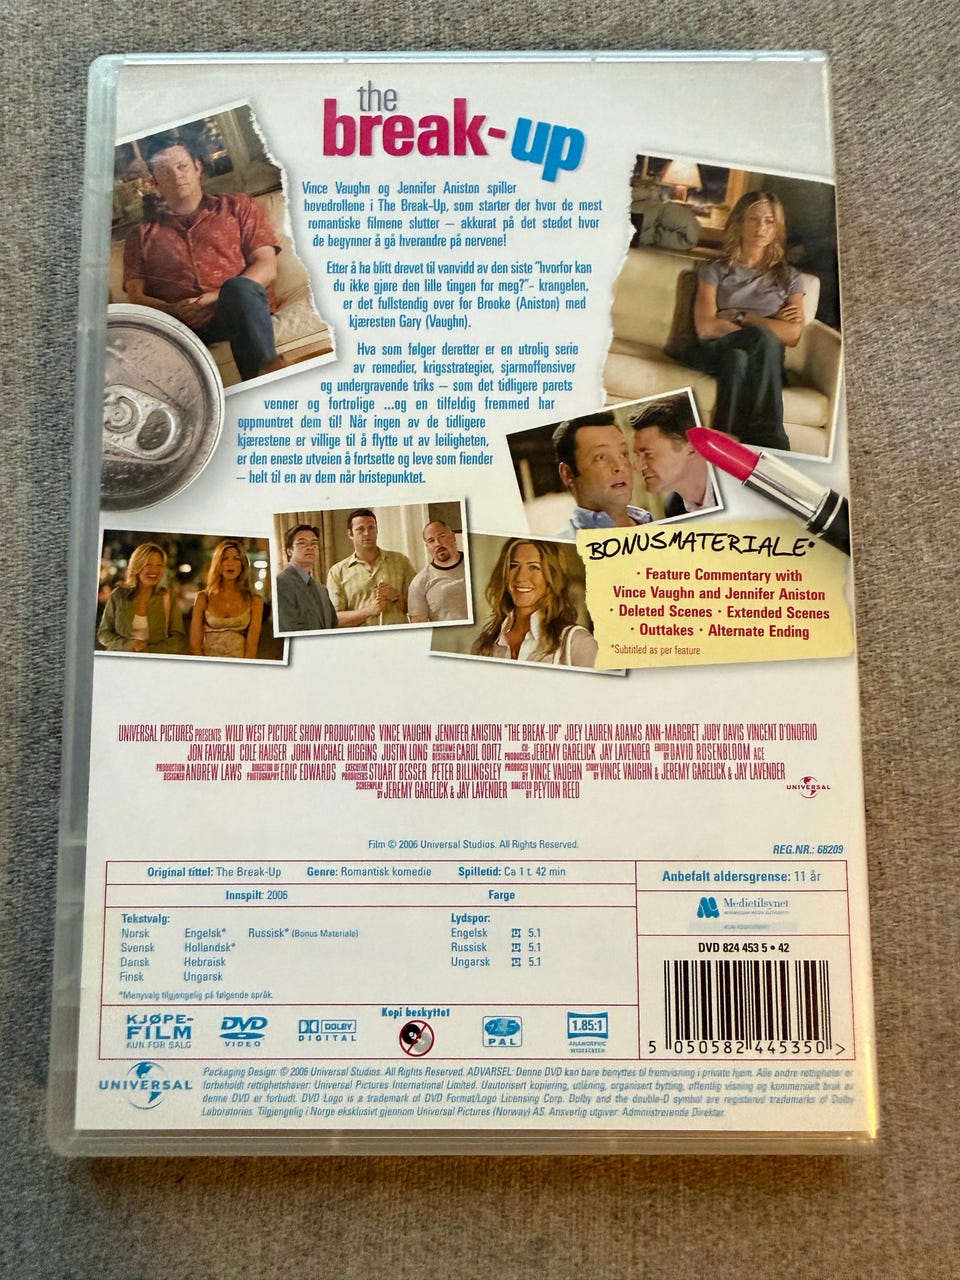 the
break-up
Vince Vaughn og Jennifer Aniston spiller
hovedrollene i The Break-Up, som starter der hvor de mest
romantiske filmene slutter – akkurat på det stedet hvor
de begynner å gå hverandre på nervene!
Etter å ha blitt drevet til vanvidd av den siste "hvorfor kan
du ikke gjøre den lille tingen for meg?"- krangelen,
er det fullstendig over for Brooke (Aniston) med
kjæresten Gary (Vaughn).
Hva som følger deretter er en utrolig serie
av remedier, krigsstrategier, sjarmoffensiver
og undergravende triks – som det tidligere parets
venner og fortrolige ...og en tilfeldig fremmed har
oppmuntret dem til! Når ingen av de tidligere
kjærestene er villige til å flytte ut av leiligheten,
er den eneste utveien å fortsette og leve som fiender
– helt til en av dem når bristepunktet.
BONUSMATERIALE*
· Feature Commentary with
Vince Vaughn and Jennifer Aniston
· Deleted Scenes · Extended Scenes
· Outtakes · Alternate Ending
*Subtitled as per feature
UNIVERSAL PICTURES PRESENTS WILD WEST PICTURE SHOW PRODUCTIONS VINCE VAUGHN JENNIFER ANISTON "THE BREAK-UP" JOEY LAUREN ADAMS ANN-MARGRET JUDY DAVIS VINCENT D'ONOFRIO
JON FAVREAU COLE HAUSER JOHN MICHAEL HIGGINS JUSTIN LONG COSTUME DESIGNER CAROL ODITZ CO-PRODUCERS JEREMY GARELICK JAY LAVENDER EDITED BY DAVID ROSENBLOOM ACE
PRODUCTION DESIGNER ANDREW LAWS DIRECTOR OF PHOTOGRAPHY ERIC EDWARDS EXECUTIVE PRODUCERS STUART BESSER PETER BILLINGSLEY PRODUCED BY VINCE VAUGHN STORY BY VINCE VAUGHN & JEREMY GARELICK & JAY LAVENDER
SCREENPLAY BY JEREMY GARELICK & JAY LAVENDER DIRECTED BY PEYTON REED
UNIVERSAL
Film © 2006 Universal Studios. All Rights Reserved.
REG.NR.: 68209
Original tittel: The Break-Up Genre: Romantisk komedie Spilletid: Ca 1 t. 42 min
Anbefalt aldersgrense: 11 år
Innspilt: 2006 Farge
Medietilsynet
Tekstvalg: Lydspor:
Norsk Engelsk* Russisk* (Bonus Materiale) Engelsk 5.1
Svensk Hollandsk* Russisk 5.1
Dansk Hebraisk Ungarsk 5.1
Finsk Ungarsk
*Menyvalg tilgjengelig på følgende språk.
DVD 824 453 5 • 42
5 050582 445350 >
KJØPE-
FILM
KUN FOR SALG
DVD
VIDEO
DOLBY
DIGITAL
Kopi beskyttet
2 5
PAL
1.85:1
ANAMORPHIC
WIDESCREEN
UNIVERSAL
Packaging Design: © 2006 Universal Studios. All Rights Reserved. ADVARSEL: Denne DVD kan bare benyttes til fremvisning i private hjem. Alle andre rettigheter er
forbeholdt rettighetshaver: Universal Pictures International Limited. Uautorisert kopiering, utlåning, organisert bytting, offentlig visning og kommersielt bruk av
denne DVD er forbudt. DVD Logo is a trademark of DVD Format/Logo Licensing Corp. Dolby and the double-D symbol are registered trademarks of Dolby
Laboratories. Tilgjengelig i Norge eksklusivt gjennom Universal Pictures (Norway) AS. Ansvarlig utgiver: Administrerende Direktør.